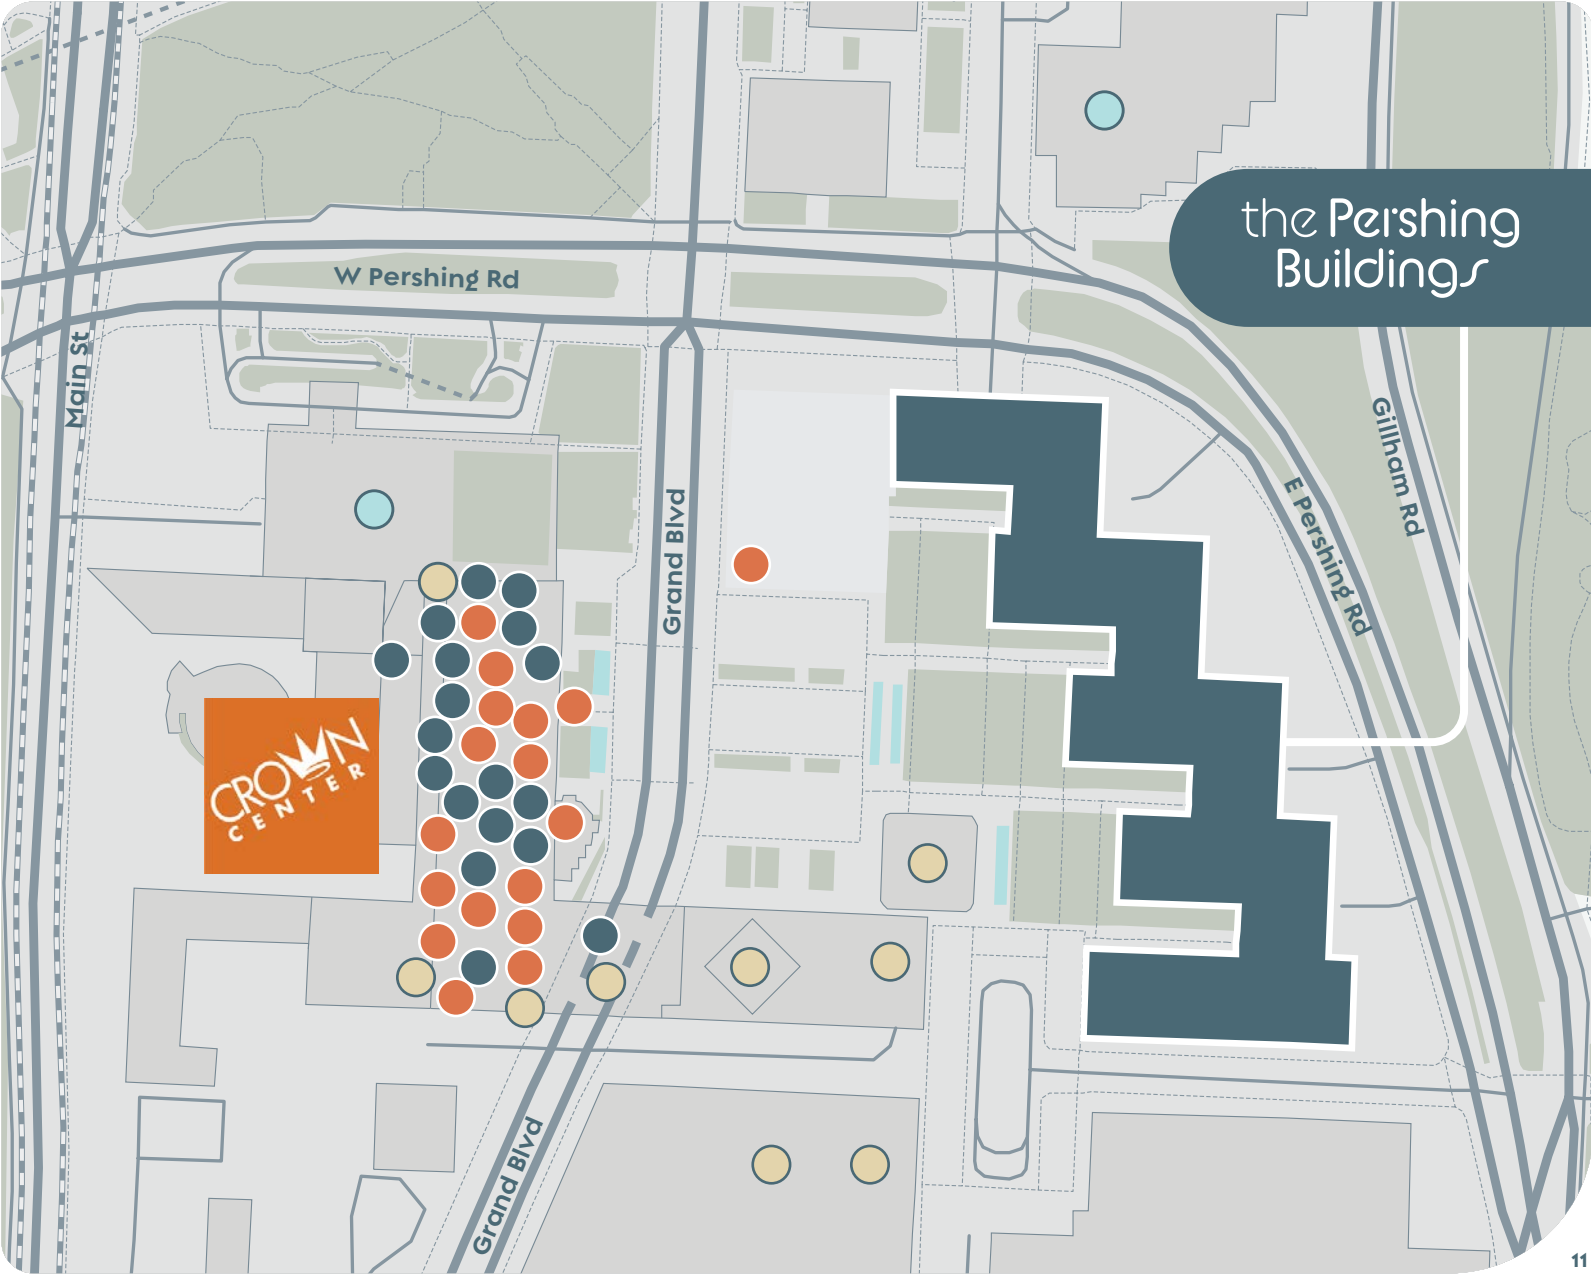 the Pershing
Buildings
W Pershing Rd
Main St
Gillham Rd
E Pershing Rd
Grand Blvd
CROWN
CENTER
Grand Blvd
11